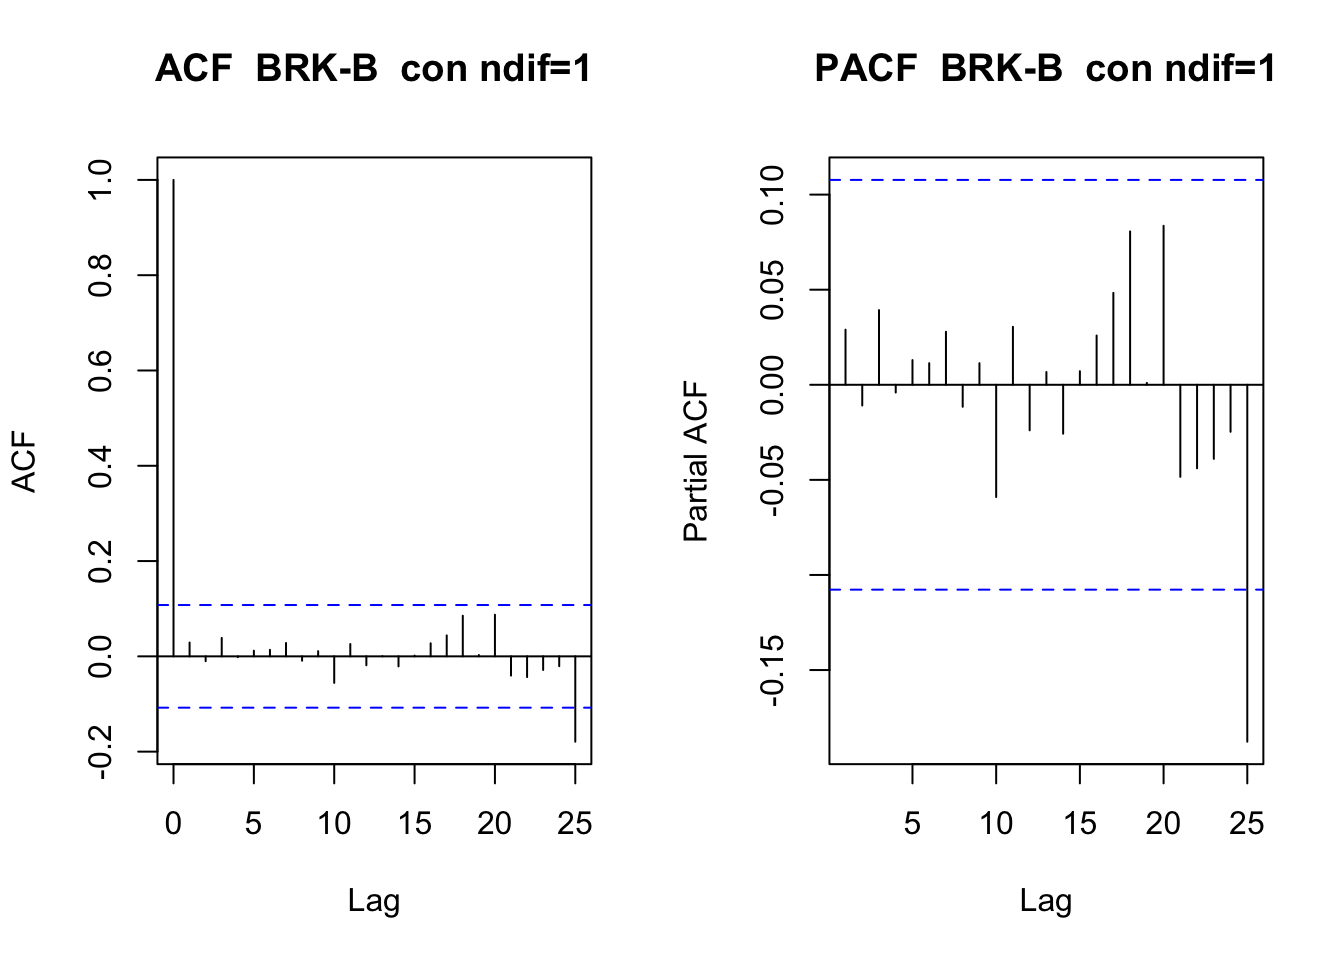 ACF  BRK-B  con ndif=1
ACF
1.0
0.8
0.6
0.4
0.2
0.0
-0.2
0 5 10 15 20 25
Lag
PACF  BRK-B  con ndif=1
Partial ACF
0.10
0.05
0.00
-0.05
-0.15
5 10 15 20 25
Lag